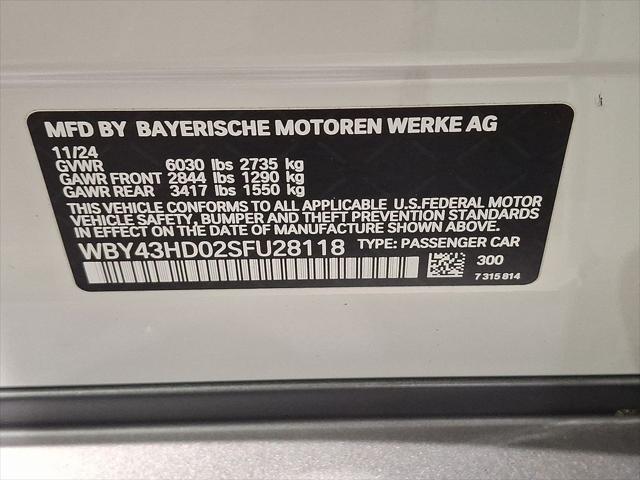 MFD BY BAYERISCHE MOTOREN WERKE AG
11/24
GVWR 6030 lbs 2735 kg
GAWR FRONT 2844 lbs 1290 kg
GAWR REAR 3417 lbs 1550 kg
THIS VEHICLE CONFORMS TO ALL APPLICABLE U.S.FEDERAL MOTOR
VEHICLE SAFETY, BUMPER AND THEFT PREVENTION STANDARDS
IN EFFECT ON THE DATE OF MANUFACTURE SHOWN ABOVE.
WBY43HD02SFU28118 TYPE: PASSENGER CAR
300
7 315 814